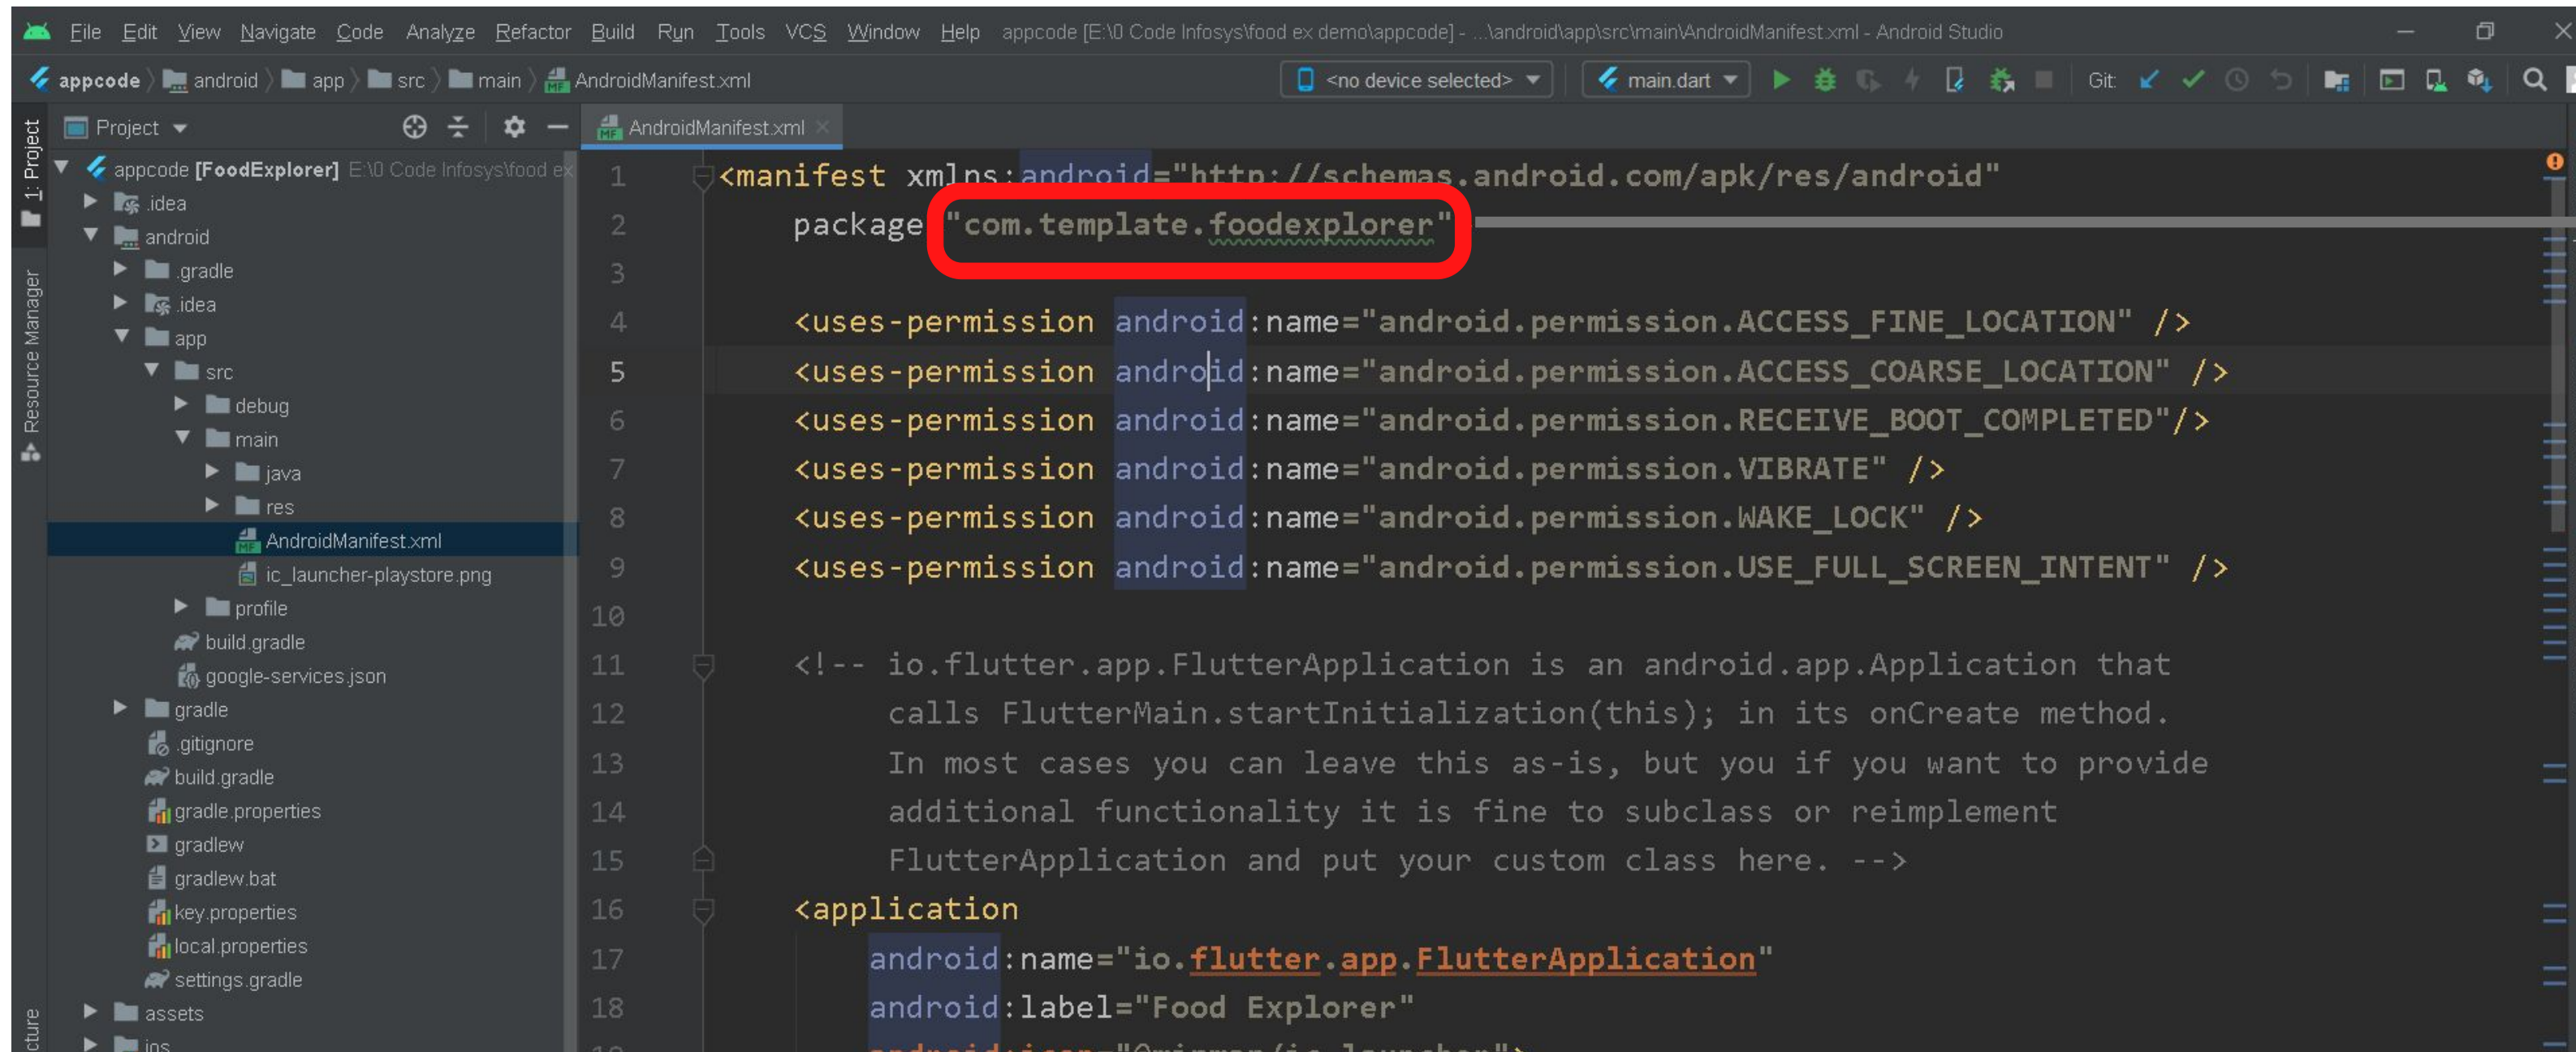 File Edit View Navigate Code Analyze Refactor Build Run Tools VCS Window Help appcode [E:\0 Code Infosys\food ex demo\appcode] - ...\android\app\src\main\AndroidManifest.xml - Android Studio
appcode android app src main AndroidManifest.xml <no device selected> main.dart Git:
1: Project
Resource Manager
Project
appcode [FoodExplorer] E:\0 Code Infosys\food ex
.idea
android
.gradle
.idea
app
src
debug
main
java
res
AndroidManifest.xml
ic_launcher-playstore.png
profile
build.gradle
google-services.json
gradle
.gitignore
build.gradle
gradle.properties
gradlew
gradlew.bat
key.properties
local.properties
settings.gradle
assets
ios
AndroidManifest.xml
1 <manifest xmlns:android="http://schemas.android.com/apk/res/android"
2 package "com.template.foodexplorer"
3
4 <uses-permission android:name="android.permission.ACCESS_FINE_LOCATION" />
5 <uses-permission android:name="android.permission.ACCESS_COARSE_LOCATION" />
6 <uses-permission android:name="android.permission.RECEIVE_BOOT_COMPLETED"/>
7 <uses-permission android:name="android.permission.VIBRATE" />
8 <uses-permission android:name="android.permission.WAKE_LOCK" />
9 <uses-permission android:name="android.permission.USE_FULL_SCREEN_INTENT" />
10
11 <!-- io.flutter.app.FlutterApplication is an android.app.Application that
12 calls FlutterMain.startInitialization(this); in its onCreate method.
13 In most cases you can leave this as-is, but you if you want to provide
14 additional functionality it is fine to subclass or reimplement
15 FlutterApplication and put your custom class here. -->
16 <application
17 android:name="io.flutter.app.FlutterApplication"
18 android:label="Food Explorer"